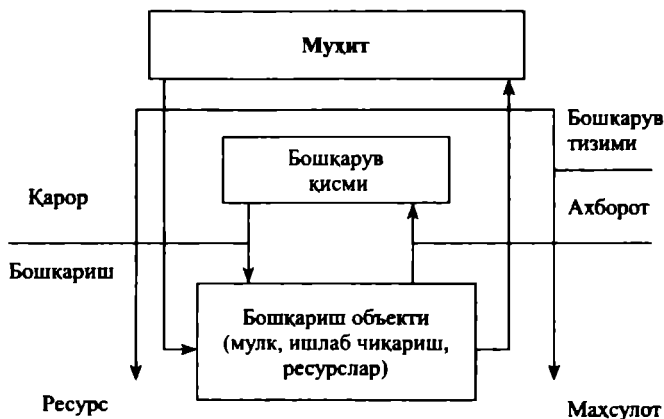 Муҳит
Бошқарув
тизими
Бошқарув
қисми
Қарор
Ахборот
Бошқариш
Бошқариш объекти
(мулк, ишлаб чиқариш,
ресурслар)
Ресурс
Маҳсулот